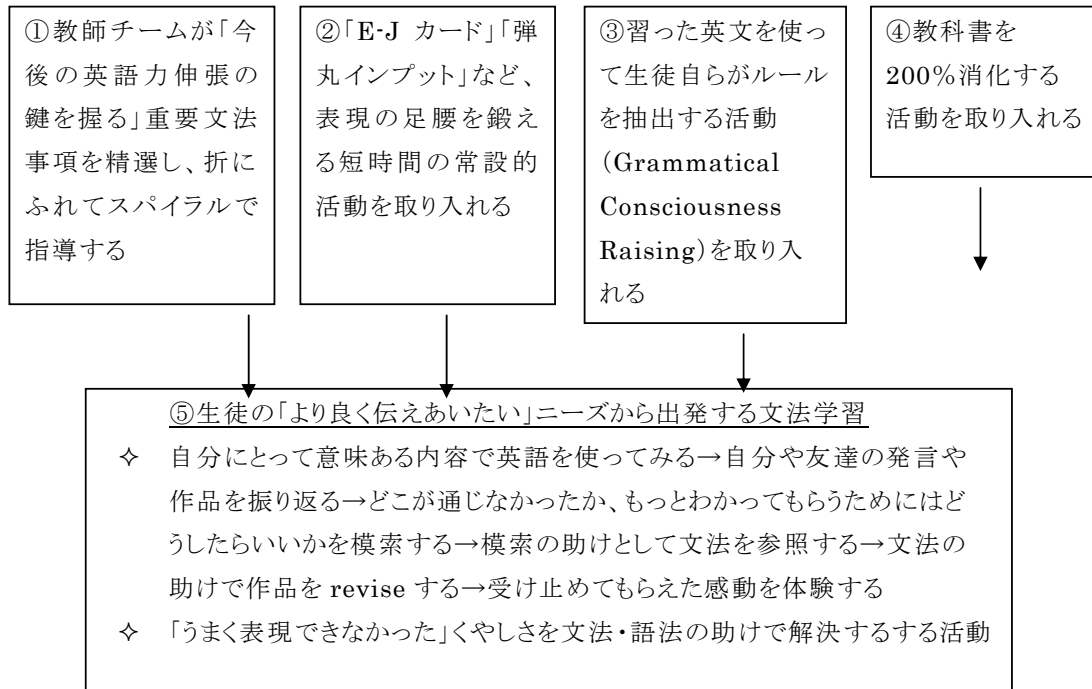 ①教師チームが「今
後の英語力伸張の
鍵を握る」重要文法
事項を精選し、折に
ふれてスパイラルで
指導する
②「E-J カード」「弾
丸インプット」など、
表現の足腰を鍛え
る短時間の常設的
活動を取り入れる
③習った英文を使っ
て生徒自らがルール
を抽出する活動
(Grammatical
Consciousness
Raising)を取り入
れる
④教科書を
200%消化する
活動を取り入れる
⑤生徒の「より良く伝えあいたい」ニーズから出発する文法学習
✧ 自分にとって意味ある内容で英語を使ってみる→自分や友達の発言や
作品を振り返る→どこが通じなかったか、もっとわかってもらうためにはど
うしたらいいかを模索する→模索の助けとして文法を参照する→文法の
助けで作品を revise する→受け止めてもらえた感動を体験する
✧ 「うまく表現できなかった」くやしさを文法・語法の助けで解決するする活動